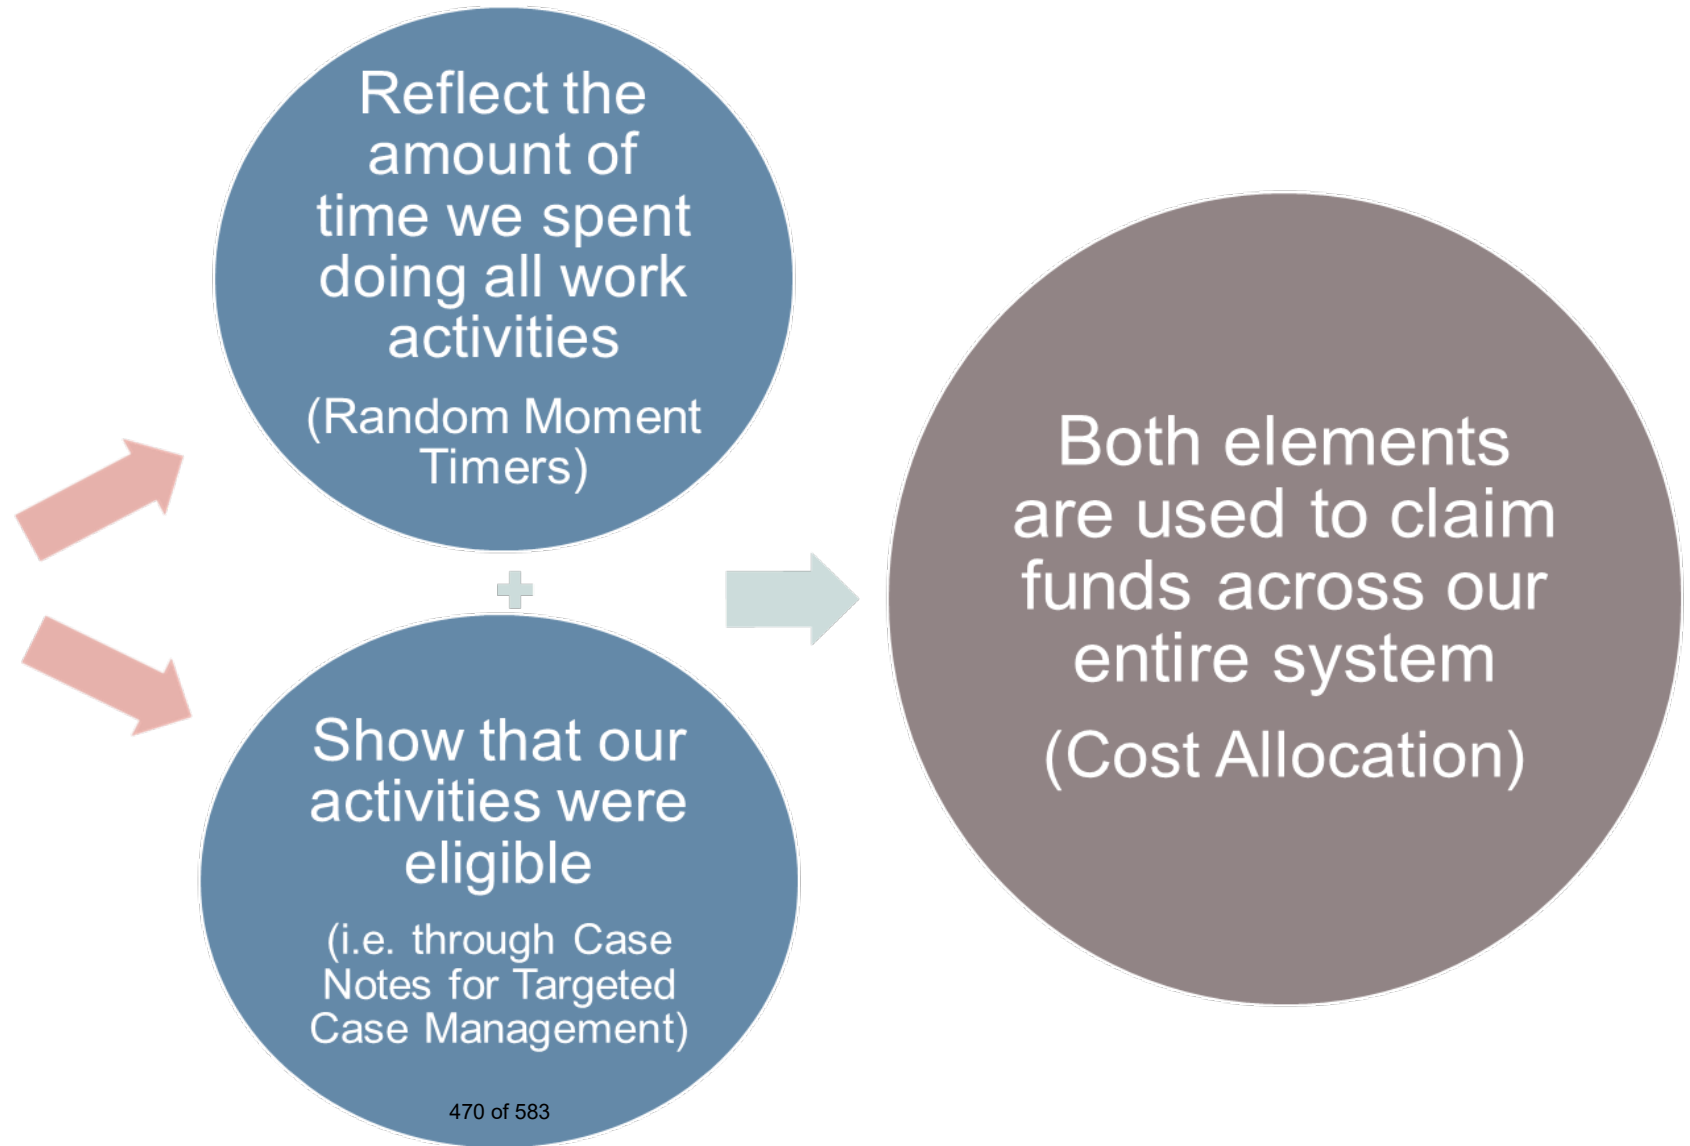 Reflect the
amount of
time we spent
doing all work
activities
(Random Moment
Timers)
Show that our
activities were
eligible
(i.e. through Case
Notes for Targeted
Case Management)
470 of 583
Both elements
are used to claim
funds across our
entire system
(Cost Allocation)